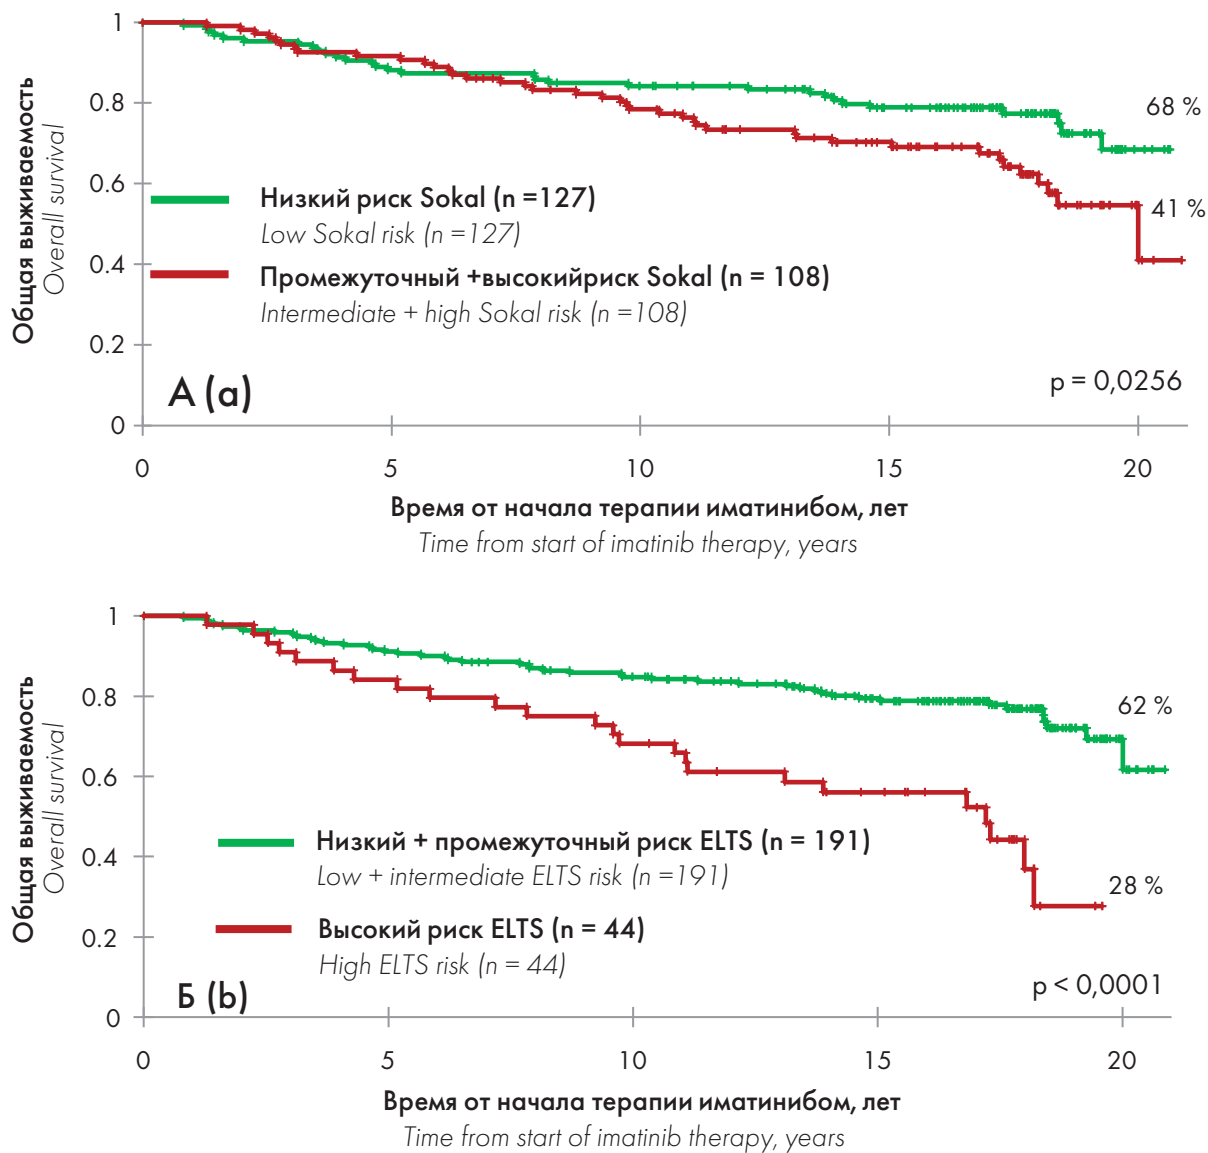 1
0.8
0.6
0.4
0.2
0
Общая выживаемость
Overall survival
68 %
41 %
Низкий риск Sokal (n =127)
Low Sokal risk (n =127)
Промежуточный +высокийриск Sokal (n = 108)
Intermediate + high Sokal risk (n =108)
А (a)
p = 0,0256
0 5 10 15 20
Время от начала терапии иматинибом, лет
Time from start of imatinib therapy, years
1
0.8
0.6
0.4
0.2
0
Общая выживаемость
Overall survival
62 %
28 %
Низкий + промежуточный риск ELTS (n = 191)
Low + intermediate ELTS risk (n =191)
Высокий риск ELTS (n = 44)
High ELTS risk (n = 44)
Б (b)
p < 0,0001
0 5 10 15 20
Время от начала терапии иматинибом, лет
Time from start of imatinib therapy, years